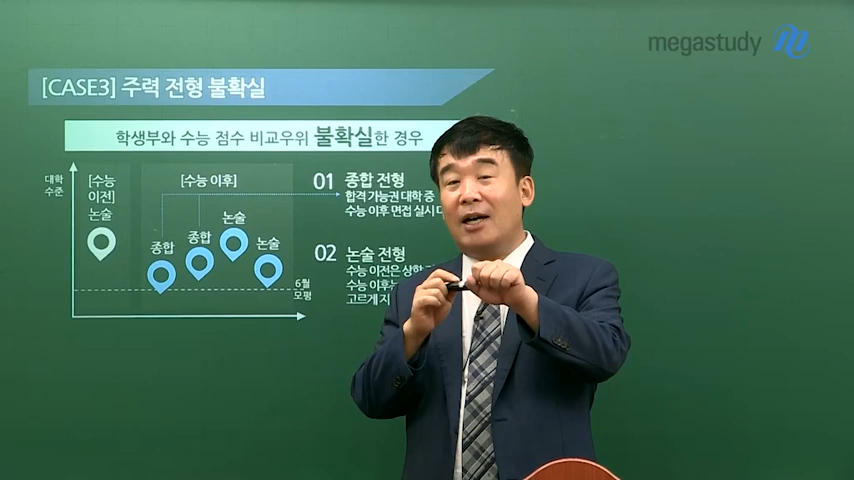 megastudy
[CASE3] 주력 전형 불확실
학생부와 수능 점수 비교우위 불확실한 경우
대학
수준
[수능
이전]
논술
[수능 이후]
종합
종합
논술
논술
6월
모평
01 종합 전형
합격 가능권 대학 중
수능 이후 면접 실시 대
02 논술 전형
수능 이전은 상향
수능 이후는
고르게 지